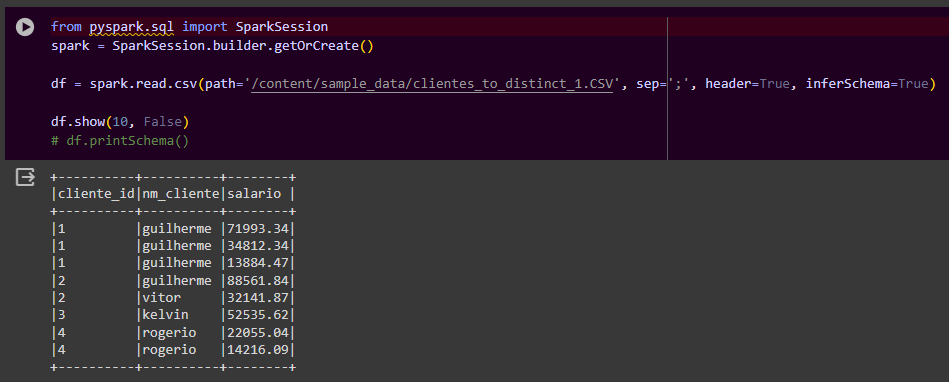 from pyspark.sql import SparkSession
spark = SparkSession.builder.getOrCreate()
df = spark.read.csv(path='/content/sample_data/clientes_to_distinct_1.CSV', sep=';', header=True, inferSchema=True)
df.show(10, False)
# df.printSchema()
+----------+----------+--------+
|cliente_id|nm_cliente|salario |
+----------+----------+--------+
|1         |guilherme |71993.34|
|1         |guilherme |34812.34|
|1         |guilherme |13884.47|
|2         |guilherme |88561.84|
|2         |vitor     |32141.87|
|3         |kelvin    |52535.62|
|4         |rogerio   |22055.04|
|4         |rogerio   |14216.09|
+----------+----------+--------+